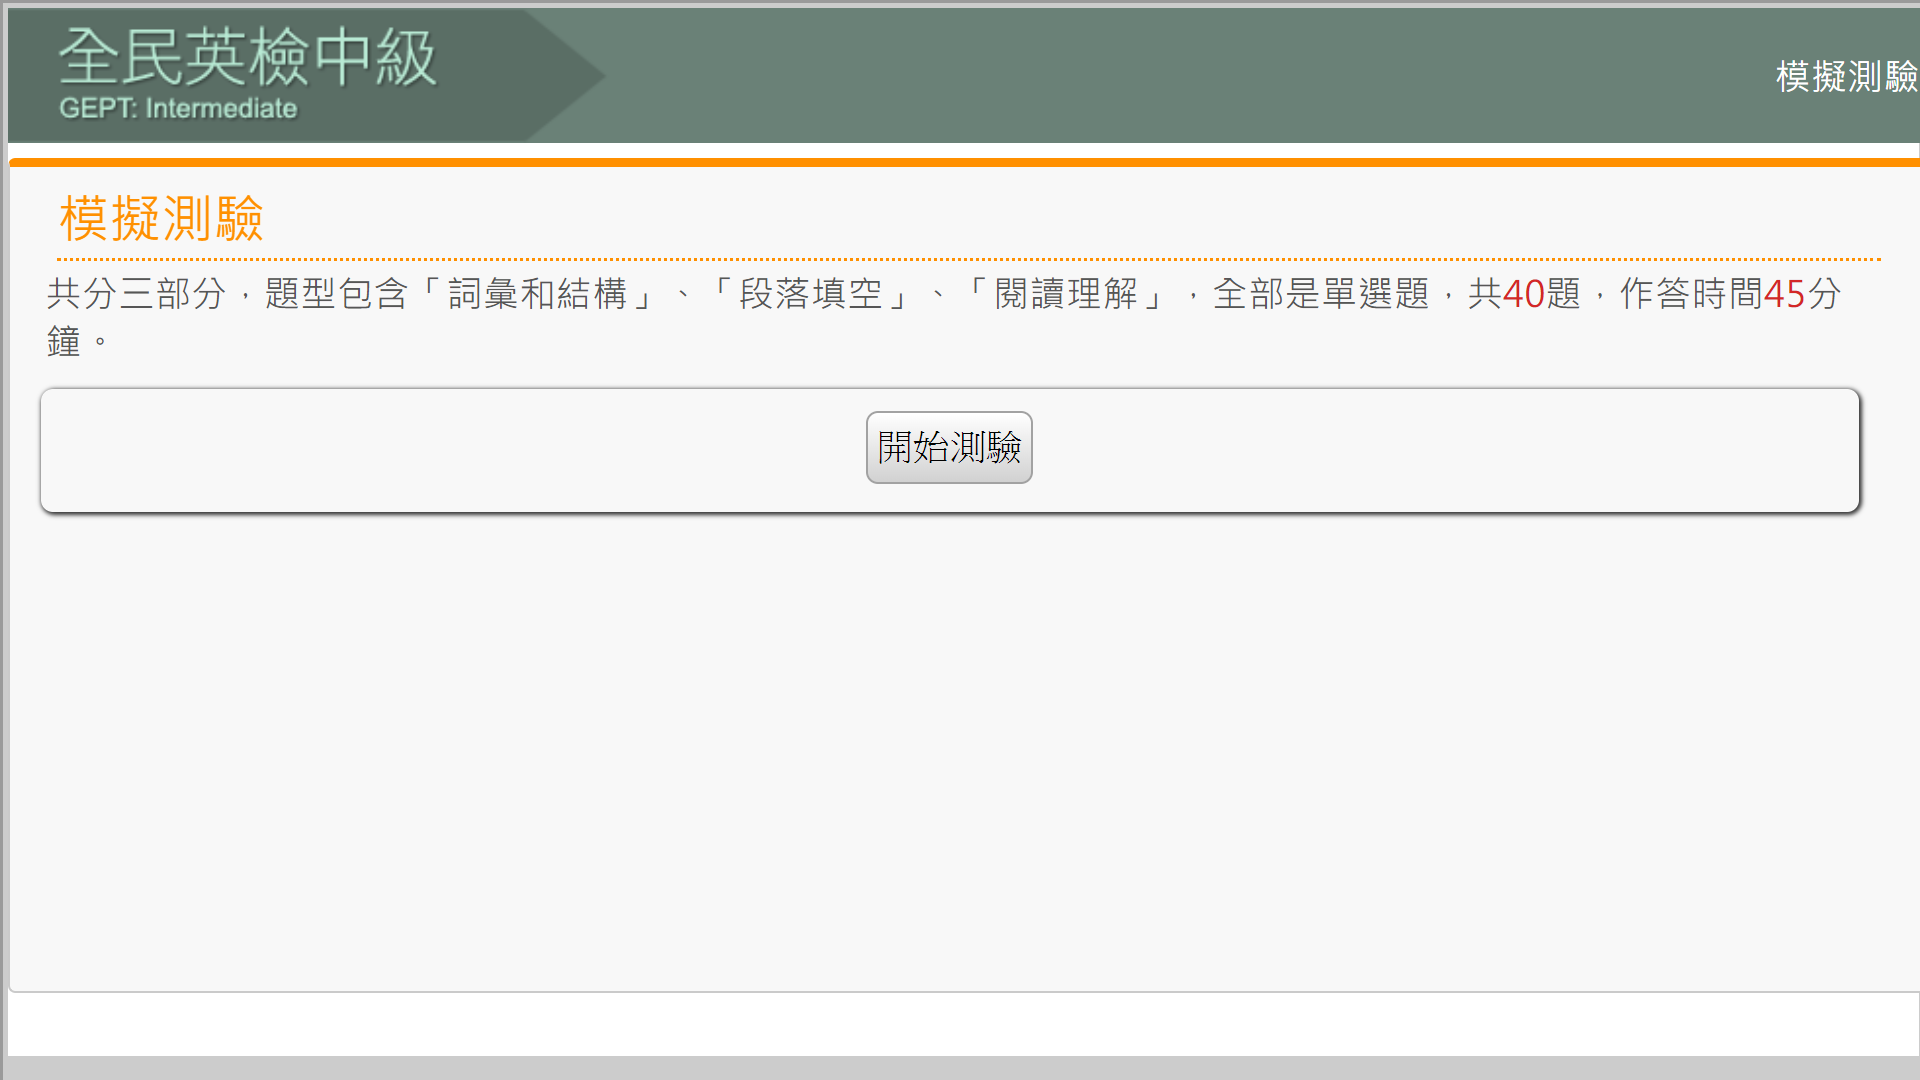 全民英檢中級
GEPT: Intermediate
模擬測驗
模擬測驗
共分三部分，題型包含「詞彙和結構」、「段落填空」、「閱讀理解」，全部是單選題，共40題，作答時間45分
鐘。
開始測驗